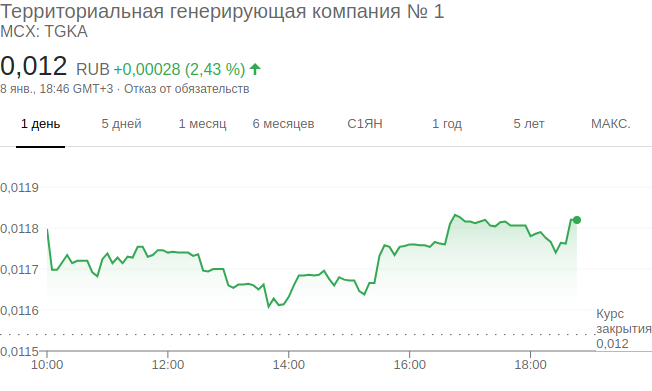 Территориальная генерирующая компания № 1
MCX: TGKA
0,012 RUB +0,00028 (2,43 %)
8 янв., 18:46 GMT+3 · Отказ от обязательств
1 день 5 дней 1 месяц 6 месяцев С1ЯН 1 год 5 лет МАКС.
0,0119
0,0118
0,0117
0,0116
Курс
закрытия
0,012
0,0115
10:00 12:00 14:00 16:00 18:00